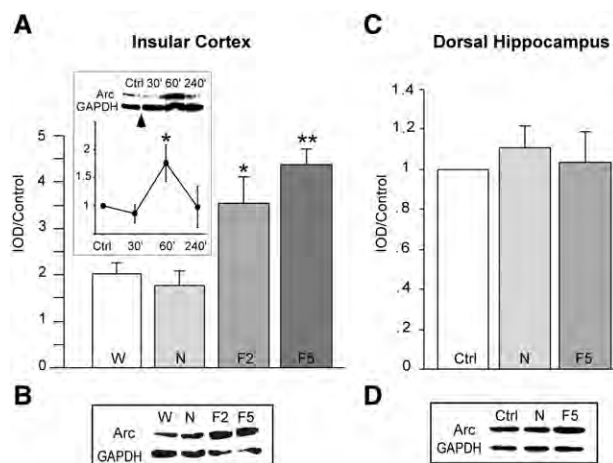 A
Insular Cortex
Ctrl 30' 60' 240'
Arc
GAPDH
2
1.5
1
*
Ctrl 30' 60' 240'
5
4
3
2
1
0
IOD/Control
*
**
W N F2 F5
B
W N F2 F5
Arc
GAPDH
C
Dorsal Hippocampus
1.4
1.2
1
.8
.6
.4
.2
0
IOD/Control
Ctrl N F5
D
Ctrl N F5
Arc
GAPDH